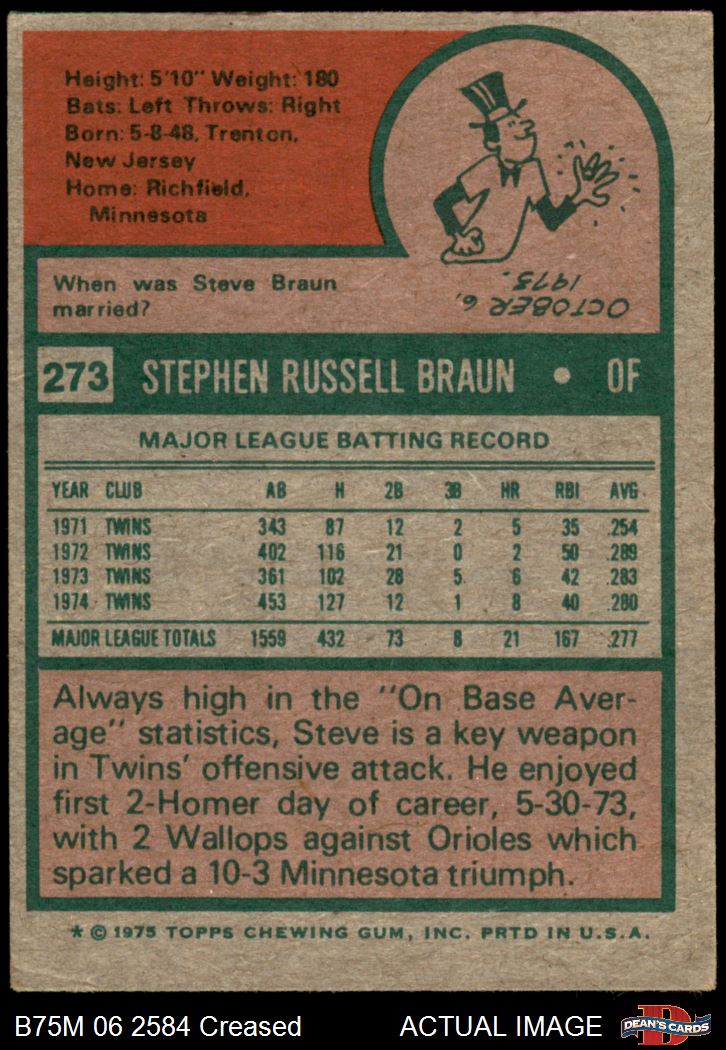 Height: 5'10" Weight: 180
Bats: Left Throws: Right
Born: 5-8-48, Trenton,
New Jersey
Home: Richfield,
Minnesota
When was Steve Braun
married?
OCTOBER 6,
1973.
273 STEPHEN RUSSELL BRAUN • OF
MAJOR LEAGUE BATTING RECORD
YEAR CLUB AB H 2B 3B HR RBI AVG.
1971 TWINS 343 87 12 2 5 35 .254
1972 TWINS 402 116 21 0 2 50 .289
1973 TWINS 361 102 28 5 6 42 .283
1974 TWINS 453 127 12 1 8 40 .280
MAJOR LEAGUE TOTALS 1559 432 73 8 21 167 .277
Always high in the "On Base Aver-
age" statistics, Steve is a key weapon
in Twins' offensive attack. He enjoyed
first 2-Homer day of career, 5-30-73,
with 2 Wallops against Orioles which
sparked a 10-3 Minnesota triumph.
* © 1975 TOPPS CHEWING GUM, INC. PRTD IN U.S.A.
B75M 06 2584 Creased ACTUAL IMAGE
D
DEAN'S CARDS